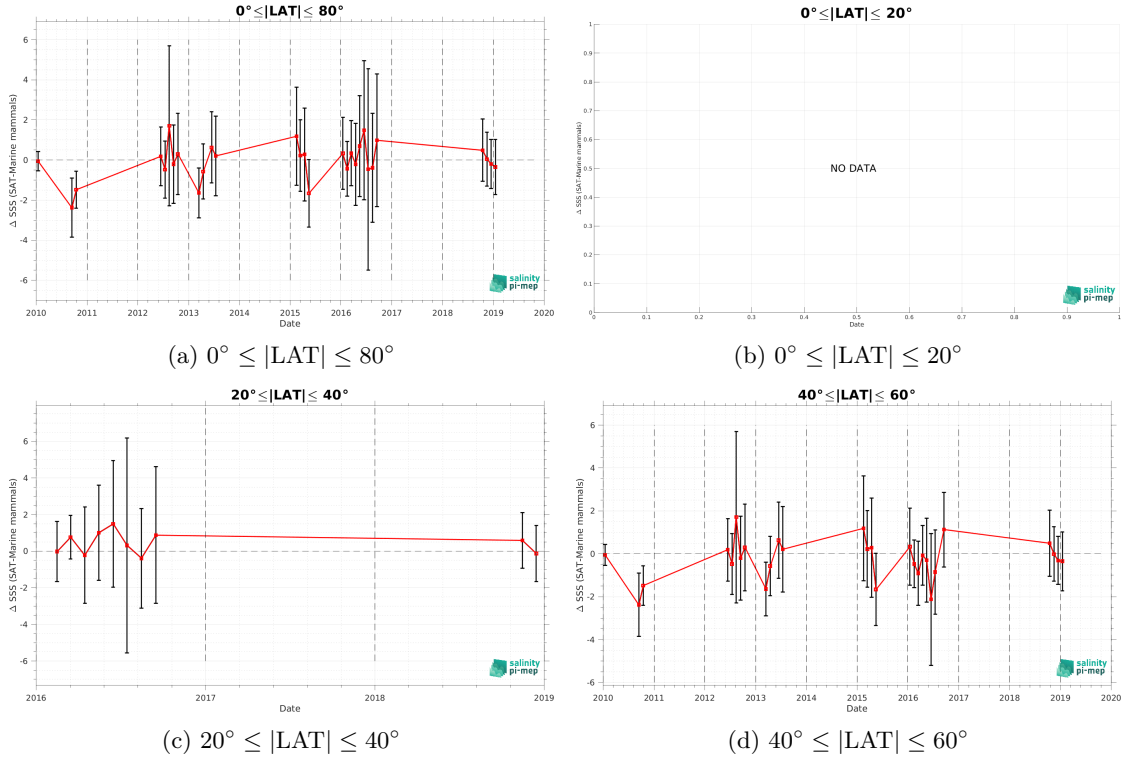 0°≤|LAT|≤ 80°
Δ SSS (SAT-Marine mammals)
6
4
2
0
-2
-4
-6
salinity
pi-mep
2010 2011 2012 2013 2014 2015 2016 2017 2018 2019 2020
Date
(a) 0° ≤ |LAT| ≤ 80°
0°≤|LAT|≤ 20°
Δ SSS (SAT-Marine mammals)
1
0.9
0.8
0.7
0.6
0.5
0.4
0.3
0.2
0.1
0
NO DATA
salinity
pi-mep
0 0.1 0.2 0.3 0.4 0.5 0.6 0.7 0.8 0.9 1
Date
(b) 0° ≤ |LAT| ≤ 20°
20°≤|LAT|≤ 40°
Δ SSS (SAT-Marine mammals)
6
4
2
0
-2
-4
-6
salinity
pi-mep
2016 2017 2018 2019
Date
(c) 20° ≤ |LAT| ≤ 40°
40°≤|LAT|≤ 60°
Δ SSS (SAT-Marine mammals)
6
4
2
0
-2
-4
-6
salinity
pi-mep
2010 2011 2012 2013 2014 2015 2016 2017 2018 2019 2020
Date
(d) 40° ≤ |LAT| ≤ 60°